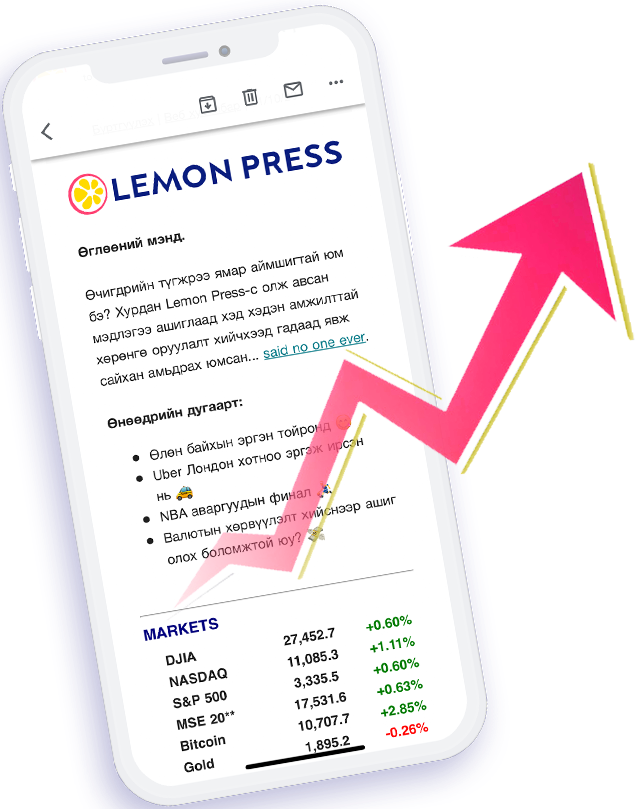 LEMON PRESS
Өглөөний мэнд.
Өчигдрийн түгжрээ ямар аймшигтай юм
бэ? Хурдан Lemon Press-с олж авсан
мэдлэгээ ашиглаад хэд хэдэн амжилттай
хөрөнгө оруулалт хийчхээд гадаад явж
сайхан амьдрах юмсан... said no one ever.
Өнөөдрийн дугаарт:
• Өлөн байхын эргэн тойронд 😋
• Uber Лондон хотноо эргэж ирсэн
нь 🚕
• NBA аваргуудын финал ⛹
• Валютын хөрвүүлэлт хийснээр ашиг
олох боломжтой юу? 💸
MARKETS
DJIA 27,452.7 +0.60%
NASDAQ 11,085.3 +1.11%
S&P 500 3,335.5 +0.60%
MSE 20** 17,531.6 +0.63%
Bitcoin 10,707.7 +2.85%
Gold 1,895.2 -0.26%